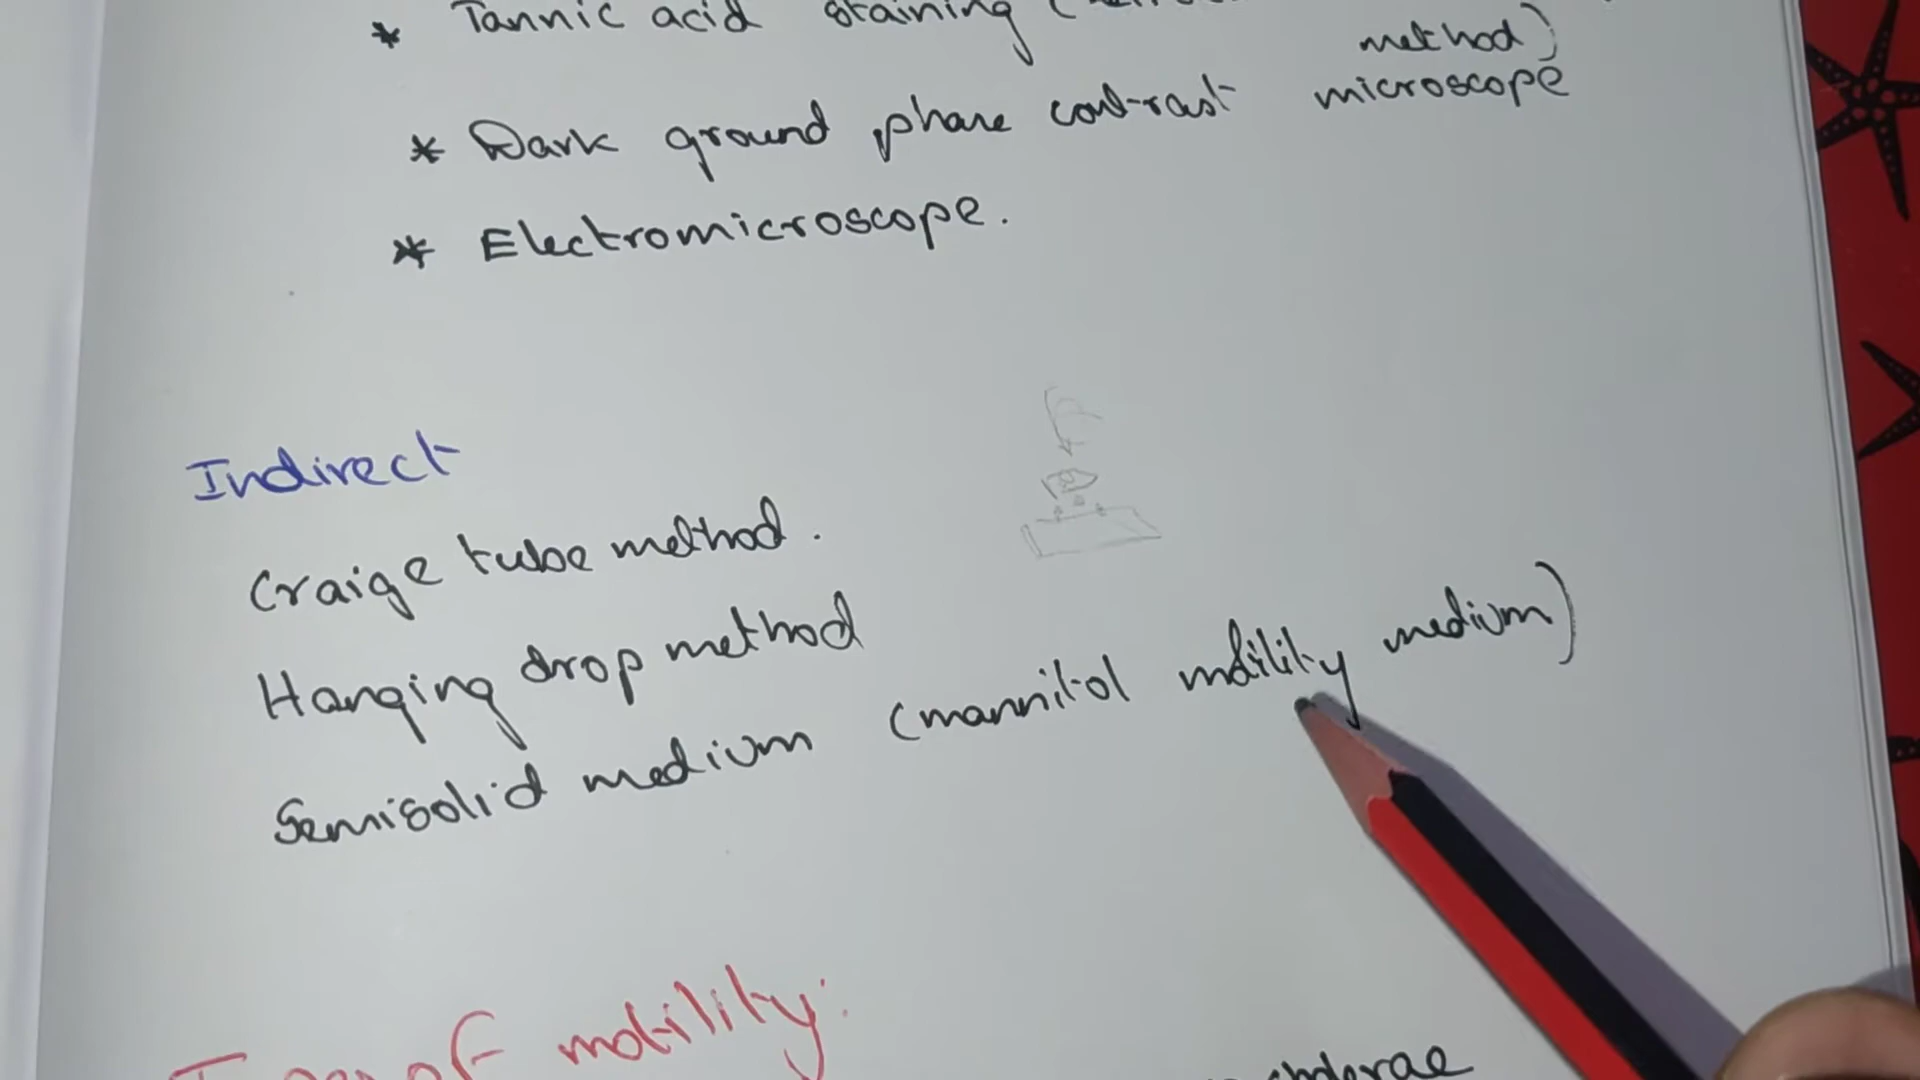 * Tannic acid staining (
method)
* Dark ground phase contrast microscope
* Electromicroscope.
Indirect
Craige tube method.
Hanging drop method
Semisolid medium (mannitol motility medium)
of motility:
cholerae